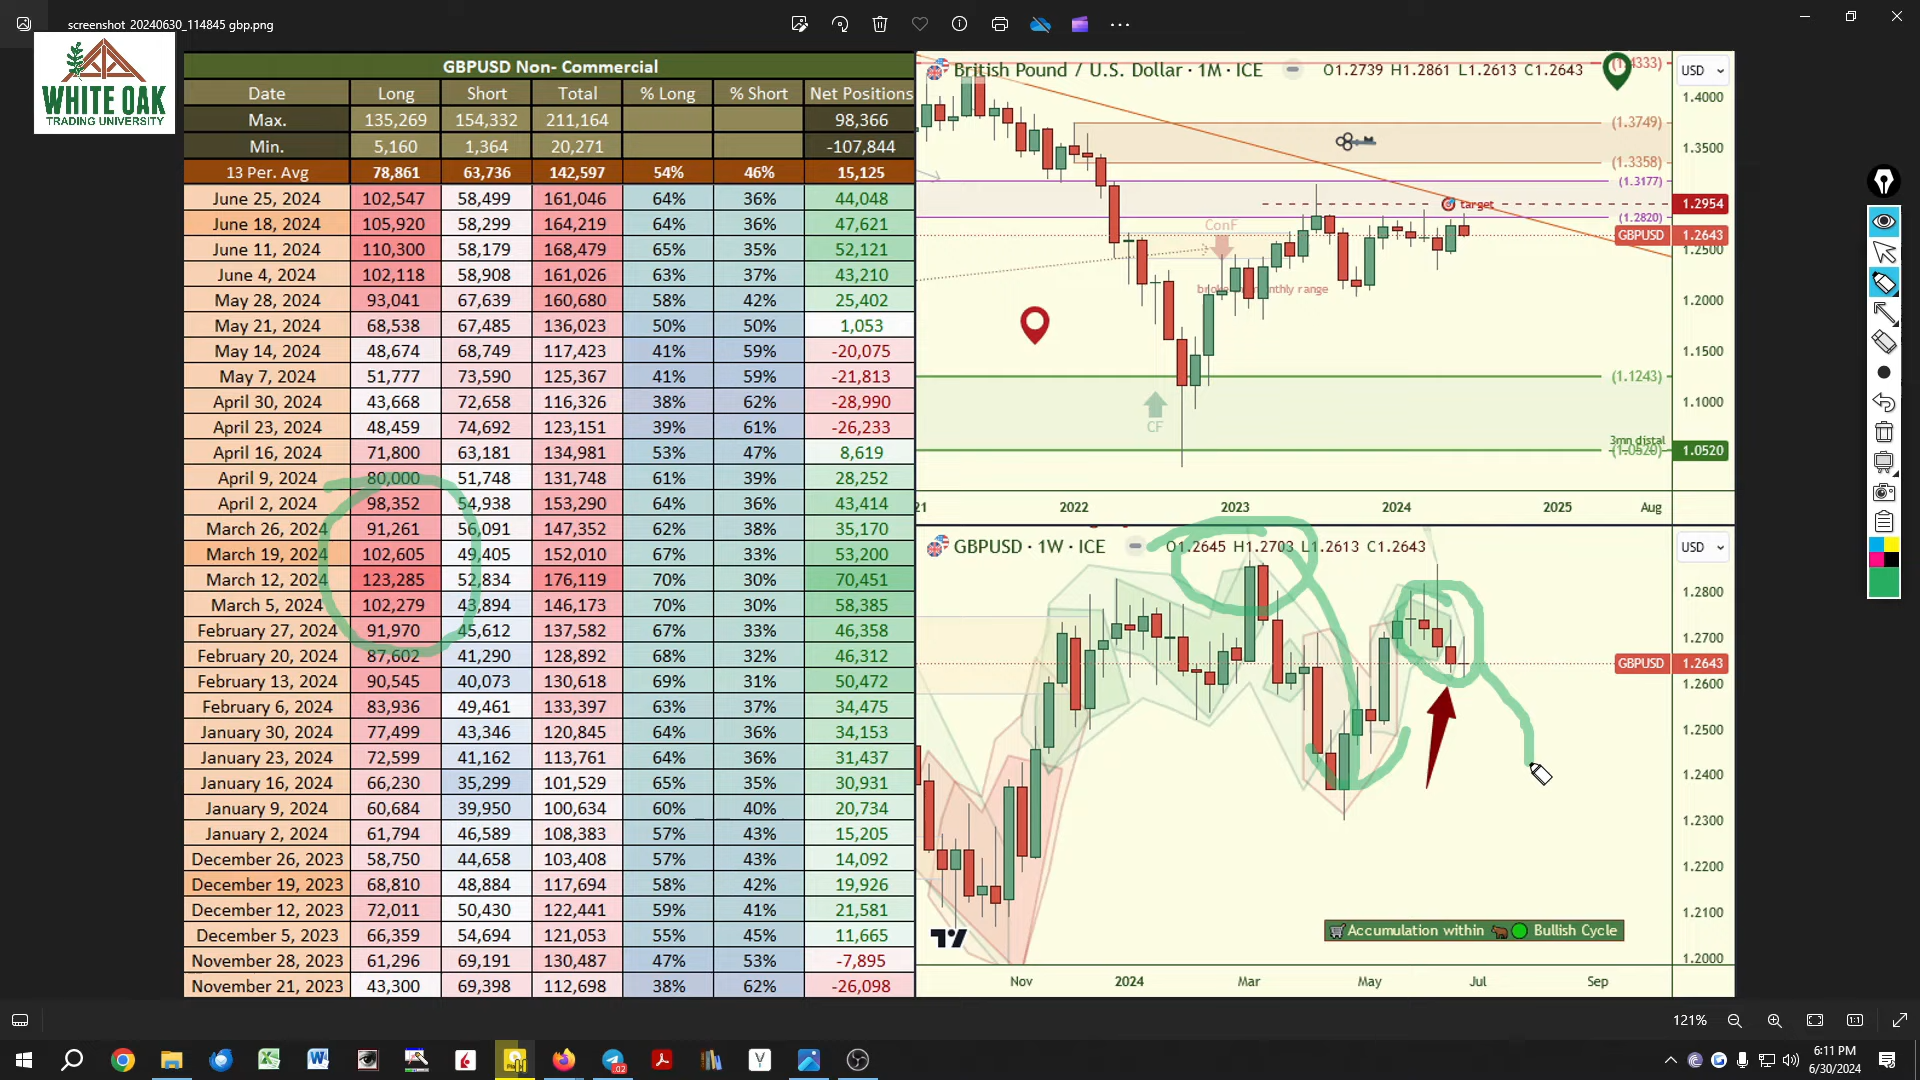 screenshot 20240630_114845 gbp.png
WHITE OAK
TRADING UNIVERSITY
GBPUSD Non- Commercial
Date Long Short Total % Long % Short Net Positions
Max. 135,269 154,332 211,164 98,366
Min. 5,160 1,364 20,271 -107,844
13 Per. Avg 78,861 63,736 142,597 54% 46% 15,125
June 25, 2024 102,547 58,499 161,046 64% 36% 44,048
June 18, 2024 105,920 58,299 164,219 64% 36% 47,621
June 11, 2024 110,300 58,179 168,479 65% 35% 52,121
June 4, 2024 102,118 58,908 161,026 63% 37% 43,210
May 28, 2024 93,041 67,639 160,680 58% 42% 25,402
May 21, 2024 68,538 67,485 136,023 50% 50% 1,053
May 14, 2024 48,674 68,749 117,423 41% 59% -20,075
May 7, 2024 51,777 73,590 125,367 41% 59% -21,813
April 30, 2024 43,668 72,658 116,326 38% 62% -28,990
April 23, 2024 48,459 74,692 123,151 39% 61% -26,233
April 16, 2024 71,800 63,181 134,981 53% 47% 8,619
April 9, 2024 80,000 51,748 131,748 61% 39% 28,252
April 2, 2024 98,352 54,938 153,290 64% 36% 43,414
March 26, 2024 91,261 56,091 147,352 62% 38% 35,170
March 19, 2024 102,605 49,405 152,010 67% 33% 53,200
March 12, 2024 123,285 52,834 176,119 70% 30% 70,451
March 5, 2024 102,279 43,894 146,173 70% 30% 58,385
February 27, 2024 91,970 45,612 137,582 67% 33% 46,358
February 20, 2024 87,602 41,290 128,892 68% 32% 46,312
February 13, 2024 90,545 40,073 130,618 69% 31% 50,472
February 6, 2024 83,936 49,461 133,397 63% 37% 34,475
January 30, 2024 77,499 43,346 120,845 64% 36% 34,153
January 23, 2024 72,599 41,162 113,761 64% 36% 31,437
January 16, 2024 66,230 35,299 101,529 65% 35% 30,931
January 9, 2024 60,684 39,950 100,634 60% 40% 20,734
January 2, 2024 61,794 46,589 108,383 57% 43% 15,205
December 26, 2023 58,750 44,658 103,408 57% 43% 14,092
December 19, 2023 68,810 48,884 117,694 58% 42% 19,926
December 12, 2023 72,011 50,430 122,441 59% 41% 21,581
December 5, 2023 66,359 54,694 121,053 55% 45% 11,665
November 28, 2023 61,296 69,191 130,487 47% 53% -7,895
November 21, 2023 43,300 69,398 112,698 38% 62% -26,098
British Pound / U.S. Dollar · 1M · ICE O1.2739 H1.2861 L1.2613 C1.2643
USD
1.4000
(1.3749)
1.3500
(1.3358)
(1.3177)
target 1.2954
(1.2820)
ConF
GBPUSD 1.2643
1.2500
1.2000
1.1500
(1.1243)
1.1000
CF
3mn distal
(1.0520) 1.0520
21 2022 2023 2024 2025 Aug
GBPUSD · 1W · ICE O1.2645 H1.2703 L1.2613 C1.2643
USD
1.2800
1.2700
GBPUSD 1.2643
1.2600
1.2500
1.2400
1.2300
1.2200
1.2100
Accumulation within Bullish Cycle
1.2000
Nov 2024 Mar May Jul Sep
121%
6:11 PM
6/30/2024